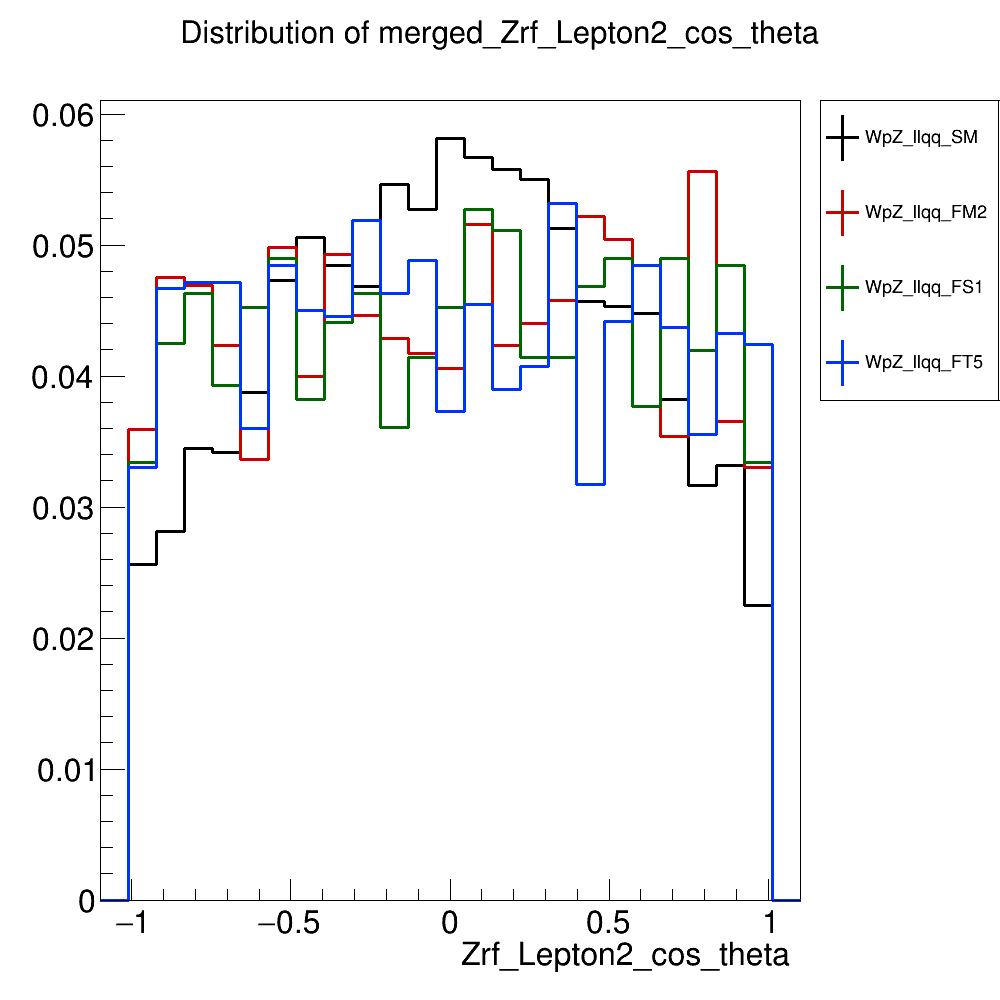 Distribution of merged_Zrf_Lepton2_cos_theta
0.06
0.05
0.04
0.03
0.02
0.01
0
−1
−0.5
0
0.5
1
Zrf_Lepton2_cos_theta
WpZ_llqq_SM
WpZ_llqq_FM2
WpZ_llqq_FS1
WpZ_llqq_FT5